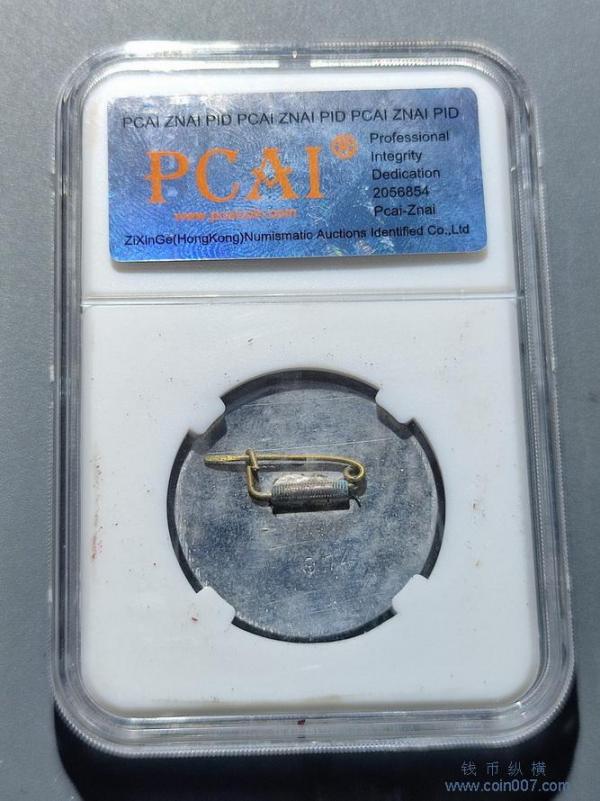 PCAI ZNAI PID PCAI ZNAI PID PCAI ZNAI PID
PCAI®
Professional
Integrity
Dedication
2056854
Pcai-Znai
ZiXinGe(HongKong)Numismatic Auctions Identified Co.,Ltd
钱币纵横
www.coin007.com